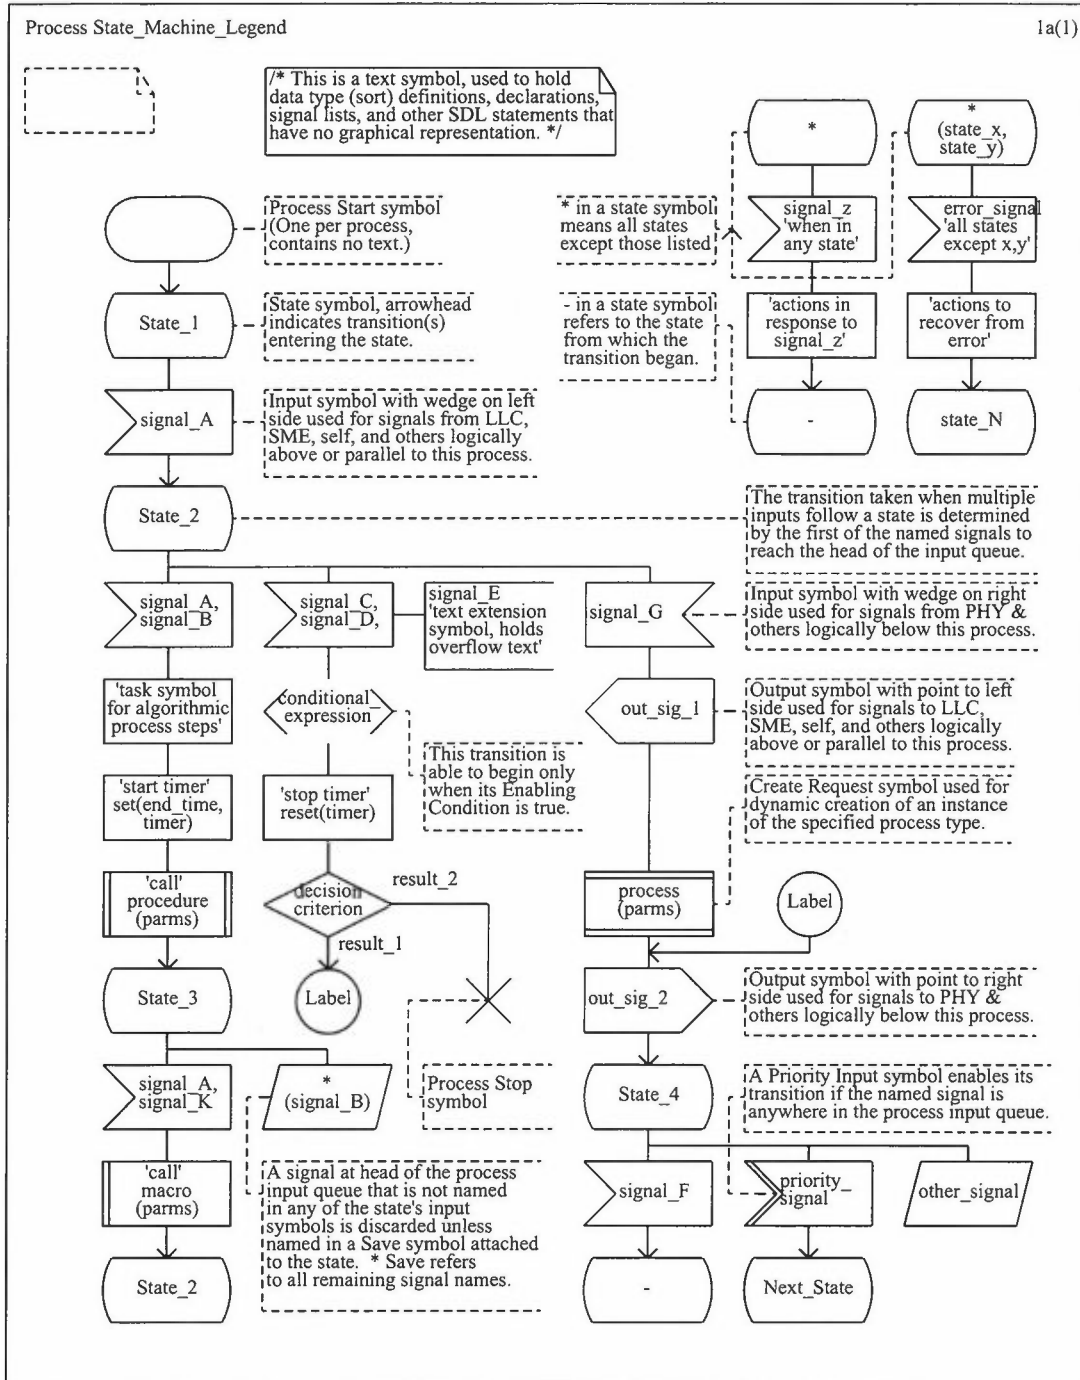 Process State_Machine_Legend
1a(1)
/* This is a text symbol, used to hold
data type (sort) definitions, declarations,
signal lists, and other SDL statements that
have no graphical representation. */
*
*
(state_x,
state_y)
Process Start symbol
(One per process,
contains no text.)
* in a state symbol
means all states
except those listed
signal_z
'when in
any state'
error_signal
'all states
except x,y'
State_1
State symbol, arrowhead
indicates transition(s)
entering the state.
- in a state symbol
refers to the state
from which the
transition began.
'actions in
response to
signal_z'
'actions to
recover from
error'
signal_A
Input symbol with wedge on left
side used for signals from LLC,
SME, self, and others logically
above or parallel to this process.
-
state_N
State_2
The transition taken when multiple
inputs follow a state is determined
by the first of the named signals to
reach the head of the input queue.
signal_A,
signal_B
signal_C,
signal_D,
signal_E
'text extension
symbol, holds
overflow text'
signal_G
Input symbol with wedge on right
side used for signals from PHY &
others logically below this process.
'task symbol
for algorithmic
process steps'
conditional_
expression
out_sig_1
Output symbol with point to left
side used for signals to LLC,
SME, self, and others logically
above or parallel to this process.
This transition is
able to begin only
when its Enabling
Condition is true.
'start timer'
set(end_time,
timer)
'stop timer'
reset(timer)
Create Request symbol used for
dynamic creation of an instance
of the specified process type.
'call'
procedure
(parms)
decision
criterion
result_2
result_1
process
(parms)
Label
State_3
Label
out_sig_2
Output symbol with point to right
side used for signals to PHY &
others logically below this process.
signal_A,
signal_K
*
(signal_B)
Process Stop
symbol
State_4
A Priority Input symbol enables its
transition if the named signal is
anywhere in the process input queue.
'call'
macro
(parms)
A signal at head of the process
input queue that is not named
in any of the state's input
symbols is discarded unless
named in a Save symbol attached
to the state. * Save refers
to all remaining signal names.
signal_F
priority_
signal
other_signal
State_2
-
Next_State